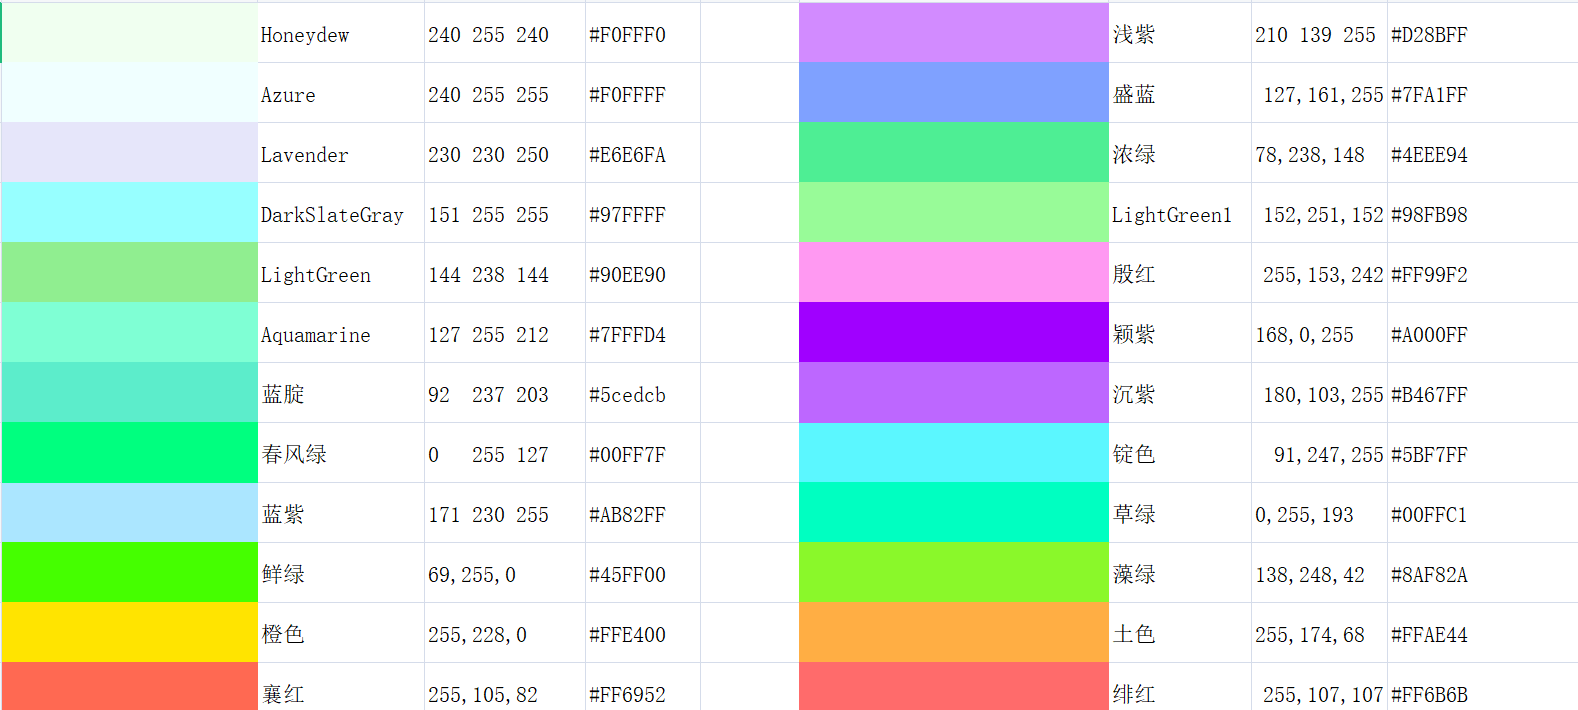 Honeydew 240 255 240 #F0FFF0 浅紫 210 139 255 #D28BFF
Azure 240 255 255 #F0FFFF 盛蓝 127,161,255 #7FA1FF
Lavender 230 230 250 #E6E6FA 浓绿 78,238,148 #4EEE94
DarkSlateGray 151 255 255 #97FFFF LightGreen1 152,251,152 #98FB98
LightGreen 144 238 144 #90EE90 殷红 255,153,242 #FF99F2
Aquamarine 127 255 212 #7FFFD4 颖紫 168,0,255 #A000FF
蓝腚 92 237 203 #5cedcb 沉紫 180,103,255 #B467FF
春风绿 0 255 127 #00FF7F 锭色 91,247,255 #5BF7FF
蓝紫 171 230 255 #AB82FF 草绿 0,255,193 #00FFC1
鲜绿 69,255,0 #45FF00 藻绿 138,248,42 #8AF82A
橙色 255,228,0 #FFE400 土色 255,174,68 #FFAE44
襄红 255,105,82 #FF6952 绯红 255,107,107 #FF6B6B